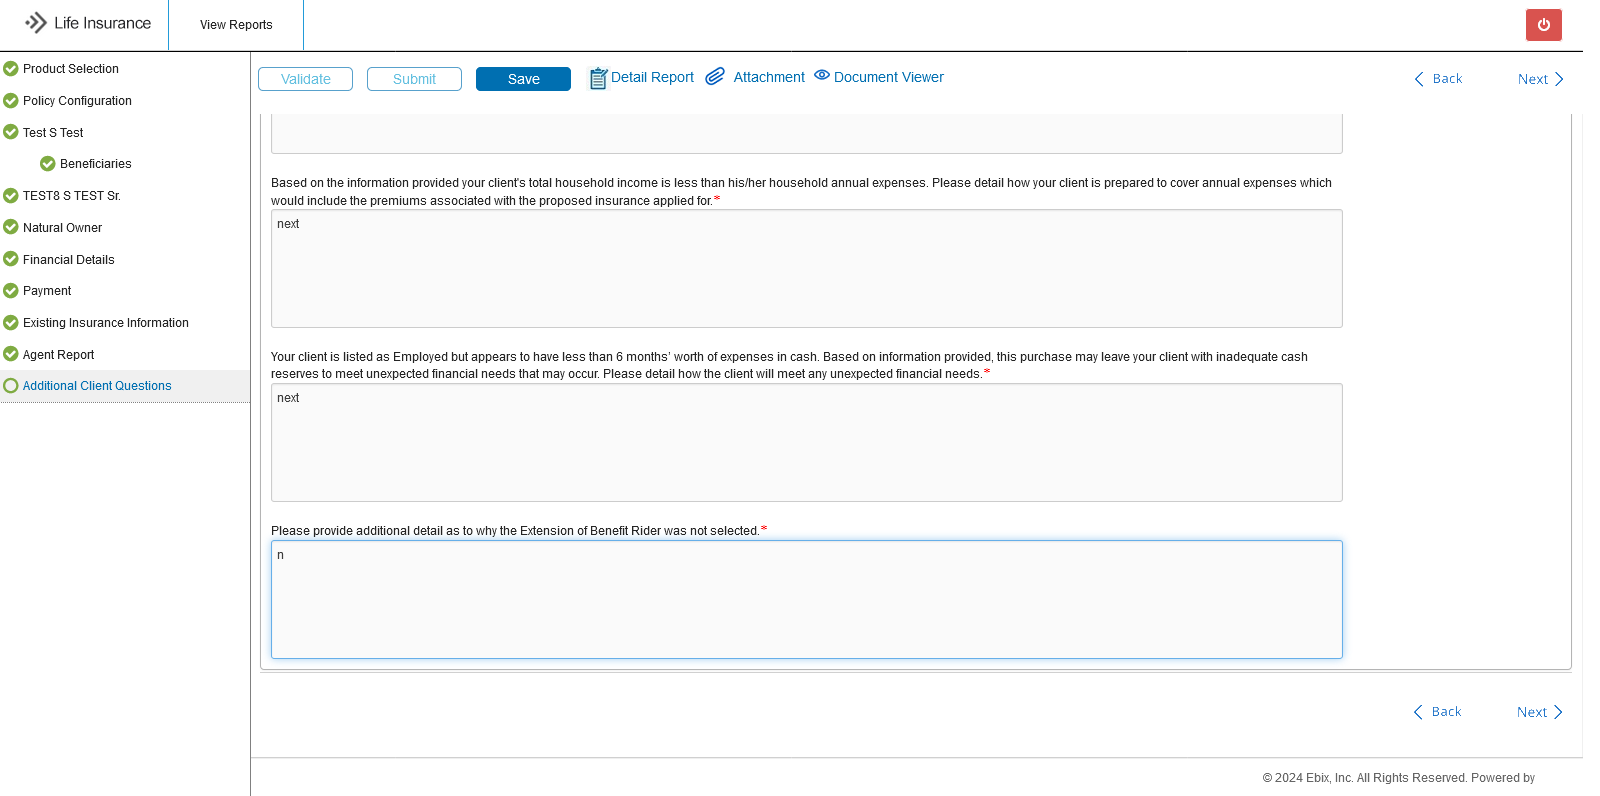 Life Insurance
View Reports
Product Selection
Policy Configuration
Test S Test
Beneficiaries
TEST8 S TEST Sr.
Natural Owner
Financial Details
Payment
Existing Insurance Information
Agent Report
Additional Client Questions
Validate
Submit
Save
Detail Report
Attachment
Document Viewer
Back
Next
Based on the information provided your client's total household income is less than his/her household annual expenses. Please detail how your client is prepared to cover annual expenses which
would include the premiums associated with the proposed insurance applied for.*
next
Your client is listed as Employed but appears to have less than 6 months’ worth of expenses in cash. Based on information provided, this purchase may leave your client with inadequate cash
reserves to meet unexpected financial needs that may occur. Please detail how the client will meet any unexpected financial needs.*
next
Please provide additional detail as to why the Extension of Benefit Rider was not selected.*
n
Back
Next
© 2024 Ebix, Inc. All Rights Reserved. Powered by